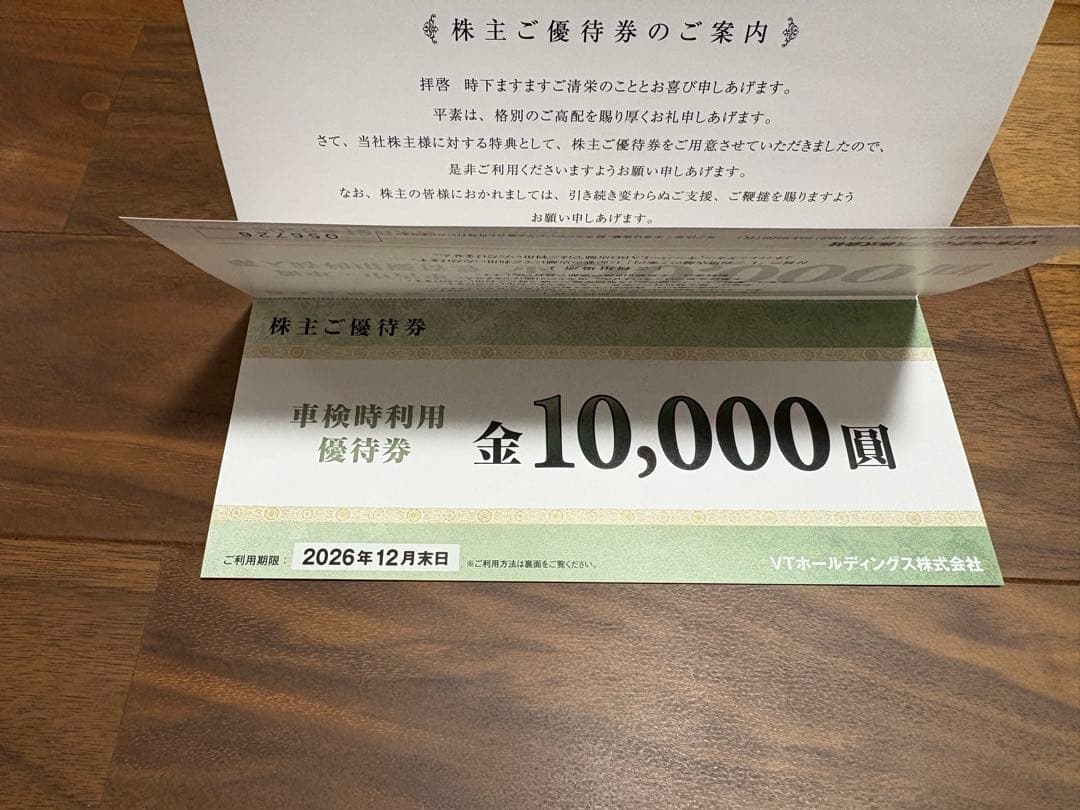 株主ご優待券のご案内
拝啓　時下ますますご清栄のこととお喜び申しあげます。
平素は、格別のご高配を賜り厚くお礼申しあげます。
さて、当社株主様に対する特典として、株主ご優待券をご用意させていただきましたので、
是非ご利用くださいますようお願い申しあげます。
なお、株主の皆様におかれましては、引き続き変わらぬご支援、ご鞭撻を賜りますよう
お願い申しあげます。
056726
株主ご優待券
車検時利用
優待券
金10,000圓
ご利用期限：2026年12月末日 ※ご利用方法は裏面をご覧ください。
VTホールディングス株式会社